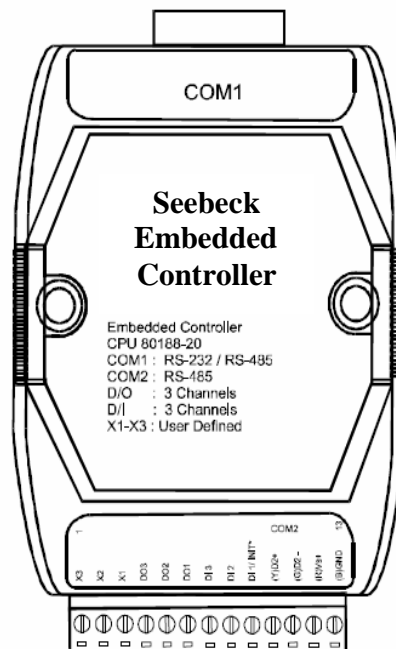 COM1
Seebeck
Embedded
Controller
Embedded Controller
CPU 80188-20
COM1 : RS-232 / RS-485
COM2 : RS-485
D/O : 3 Channels
D/I : 3 Channels
X1-X3 : User Defined
1 COM2 13
X3 X2 X1 DO3 DO2 DO1 DI3 DI2 DI1/INIT* (Y)D2+ (G)D2- (R)Vs+ (B)GND